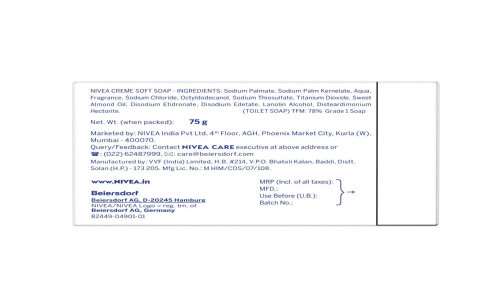 NIVEA CREME SOFT SOAP - INGREDIENTS: Sodium Palmate, Sodium Palm Kernelate, Aqua,
Fragrance, Sodium Chloride, Octyldodecanol, Sodium Thiosulfate, Titanium Dioxide, Sweet
Almond Oil, Disodium Etidronate, Disodium Edetate, Lanolin Alcohol, Disteardimonium
Hectorite. (TOILET SOAP) TFM: 78% Grade 1 Soap
Net. Wt. (when packed): 75 g
Marketed by: NIVEA India Pvt Ltd, 4th Floor, AGH, Phoenix Market City, Kurla (W),
Mumbai - 400070.
Query/Feedback: Contact NIVEA CARE executive at above address or
☎: (022) 62487999, ✉: care@beiersdorf.com
Manufactured by: VVF (India) Limited, H.B. #214, V.P.O. Bhatoli Kalan, Baddi, Distt.
Solan (H.P.) - 173 205. Mfg Lic. No.: M HIM/COS/07/108.
www.NIVEA.in
Beiersdorf
Beiersdorf AG, D-20245 Hamburg
NIVEA/NIVEA Logo = reg. tm. of
Beiersdorf AG, Germany
82449-04901-01
MRP (Incl. of all taxes):
MFD.:
Use Before (U.B.):
Batch No.: